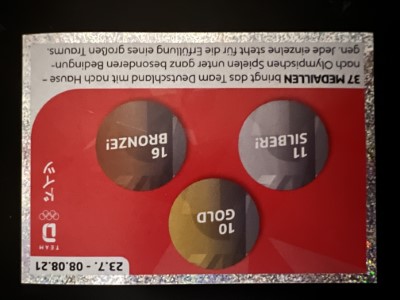 23.7. - 08.08.21
TEAM
D
10
GOLD
11
SILBER!
16
BRONZE!
37 MEDAILLEN bringt das Team Deutschland mit nach Hause –
nach Olympischen Spielen unter ganz besonderen Bedingun-
gen. Jede einzelne steht für die Erfüllung eines großen Traums.